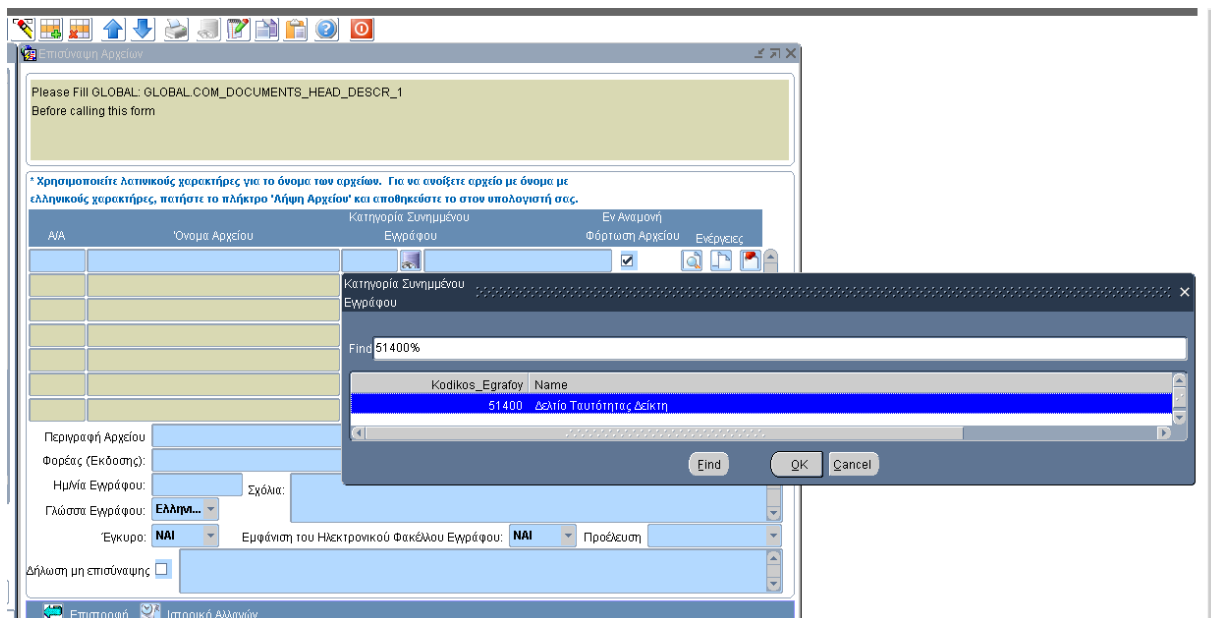 Επισύναψη Αρχείων
Please Fill GLOBAL: GLOBAL.COM_DOCUMENTS_HEAD_DESCR_1
Before calling this form
* Χρησιμοποιείτε λατινικούς χαρακτήρες για το όνομα των αρχείων. Για να ανοίξετε αρχείο με όνομα με
ελληνικούς χαρακτήρες, πατήστε το πλήκτρο 'Λήψη Αρχείου' και αποθηκεύστε το στον υπολογιστή σας.
Κατηγορία Συνημμένου Εν Αναμονή
Α/Α Όνομα Αρχείου Εγγράφου Φόρτωση Αρχείου Ενέργειες
Κατηγορία Συνημμένου
Εγγράφου
Find 51400%
Kodikos_Egrafoy Name
51400 Δελτίο Ταυτότητας Δείκτη
Find OK Cancel
Περιγραφή Αρχείου
Φορέας (Έκδοσης):
Ημ/νία Εγγράφου: Σχόλια:
Γλώσσα Εγγράφου: Ελληνι...
Έγκυρο: ΝΑΙ Εμφάνιση του Ηλεκτρονικού Φακέλλου Εγγράφου: ΝΑΙ Προέλευση
Δήλωση μη επισύναψης
Επιστροφή Ιστορικό Αλλαγών